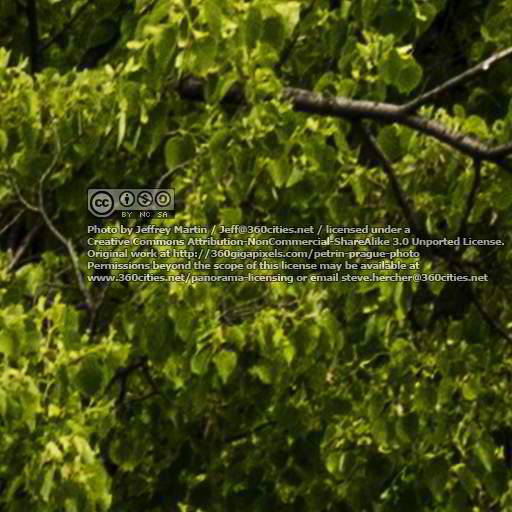 cc
BY NC SA
Photo by Jeffrey Martin / Jeff@360cities.net / licensed under a
Creative Commons Attribution-NonCommercial-ShareAlike 3.0 Unported License.
Original work at http://360gigapixels.com/petrin-prague-photo
Permissions beyond the scope of this license may be available at
www.360cities.net/panorama-licensing or email steve.hercher@360cities.net